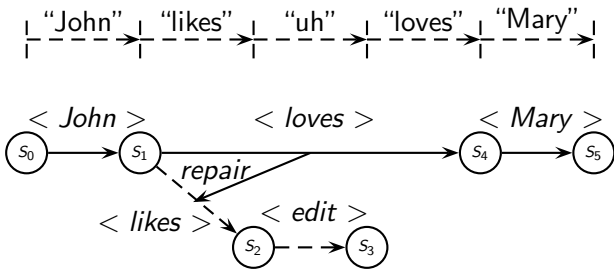 “John” “likes” “uh” “loves” “Mary”
< John > < loves > < Mary >
S0 S1 S4 S5
repair
< likes > < edit >
S2 S3